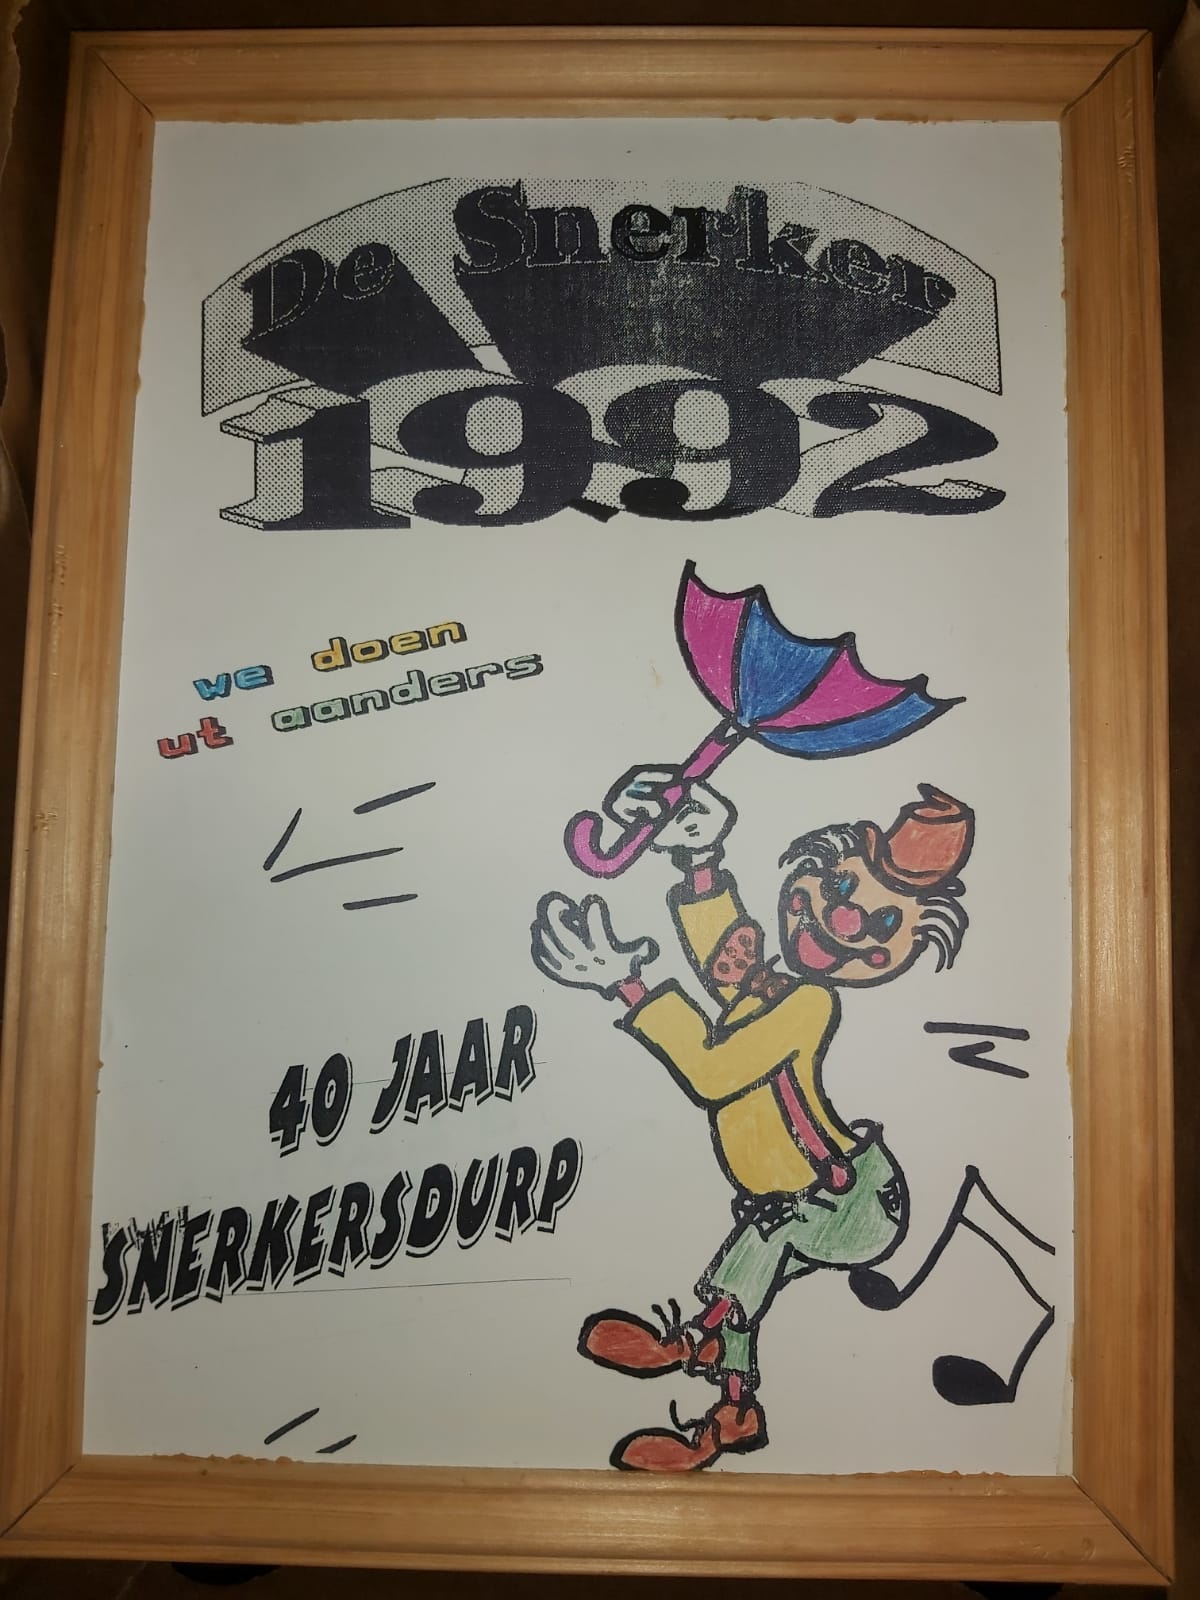 De Snerker
1992
we doen
ut aanders
40 JAAR
SNERKERSDURP